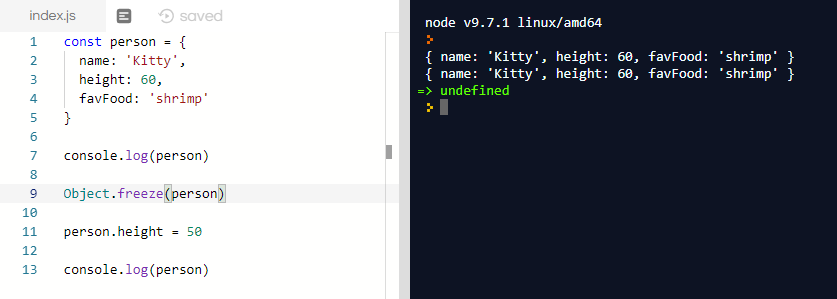 index.js
saved
1 const person = {
2   name: 'Kitty',
3   height: 60,
4   favFood: 'shrimp'
5 }
6
7 console.log(person)
8
9 Object.freeze(person)
10
11 person.height = 50
12
13 console.log(person)
node v9.7.1 linux/amd64
{ name: 'Kitty', height: 60, favFood: 'shrimp' }
{ name: 'Kitty', height: 60, favFood: 'shrimp' }
=> undefined